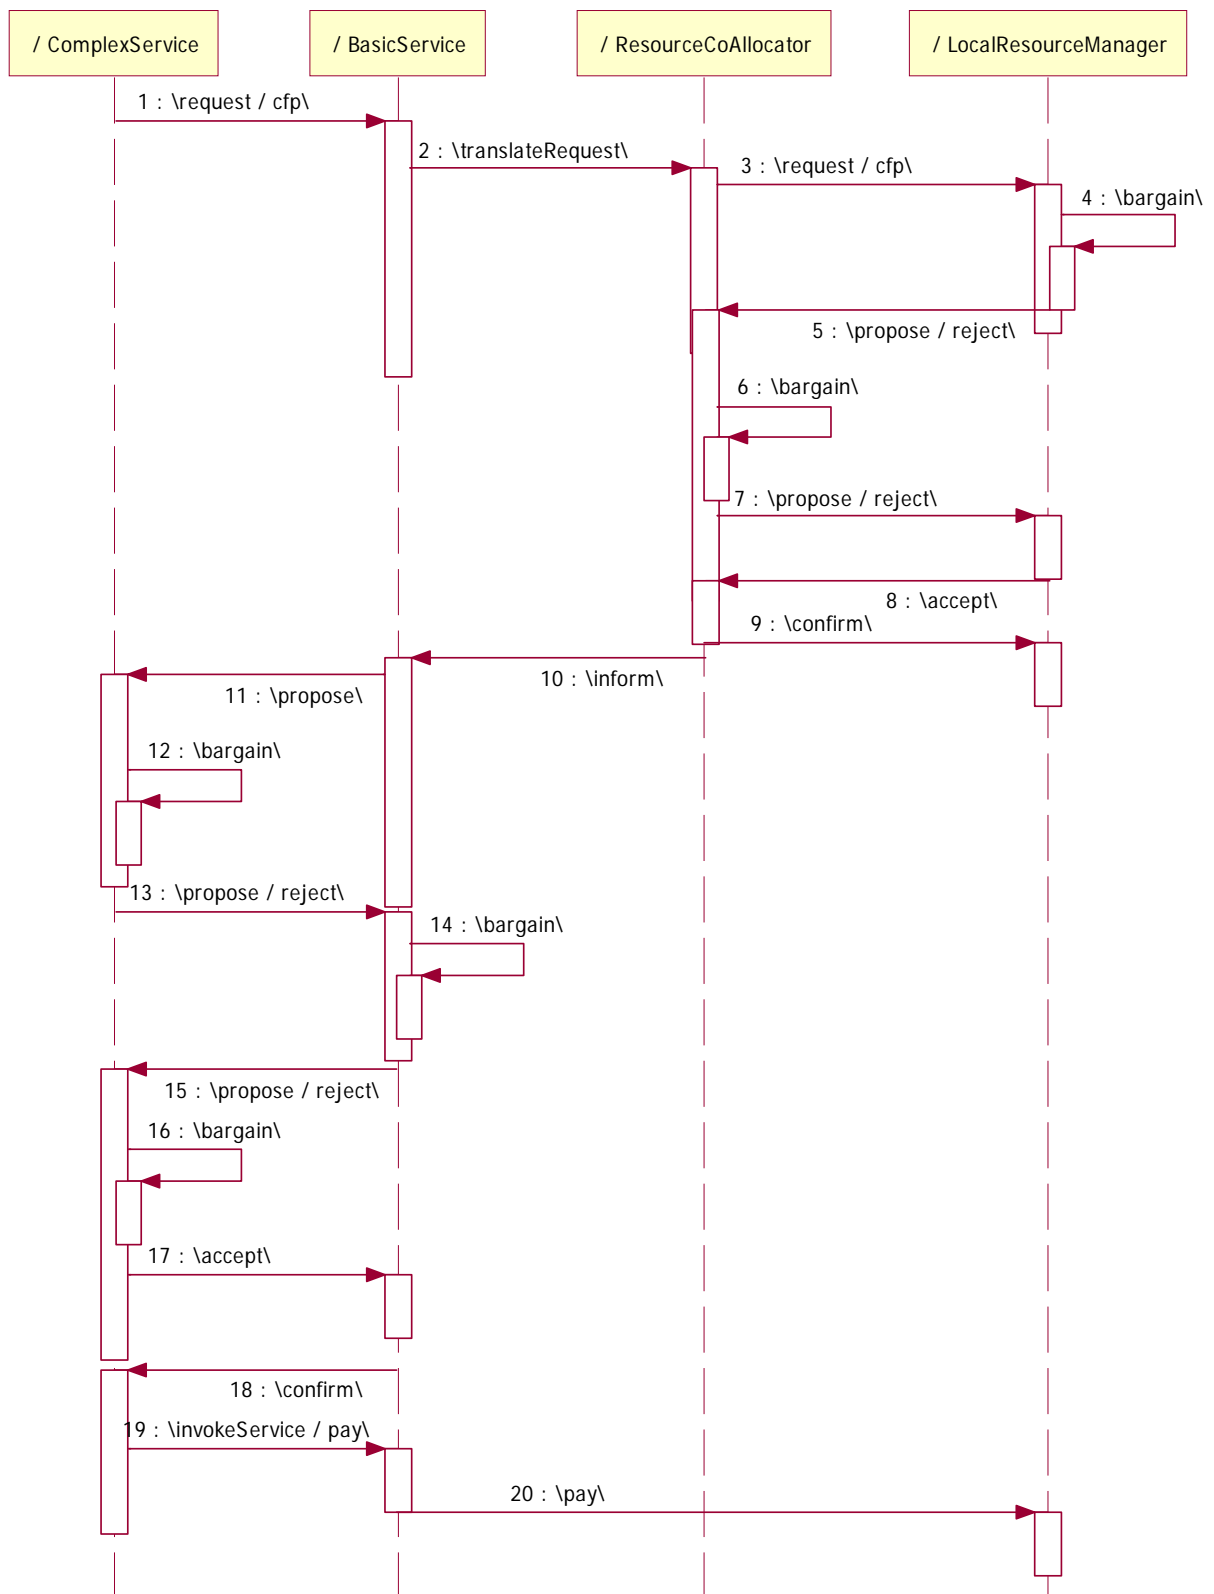 / ComplexService
/ BasicService
/ ResourceCoAllocator
/ LocalResourceManager
1 : \request / cfp\
2 : \translateRequest\
3 : \request / cfp\
4 : \bargain\
5 : \propose / reject\
6 : \bargain\
7 : \propose / reject\
8 : \accept\
9 : \confirm\
10 : \inform\
11 : \propose\
12 : \bargain\
13 : \propose / reject\
14 : \bargain\
15 : \propose / reject\
16 : \bargain\
17 : \accept\
18 : \confirm\
19 : \invokeService / pay\
20 : \pay\